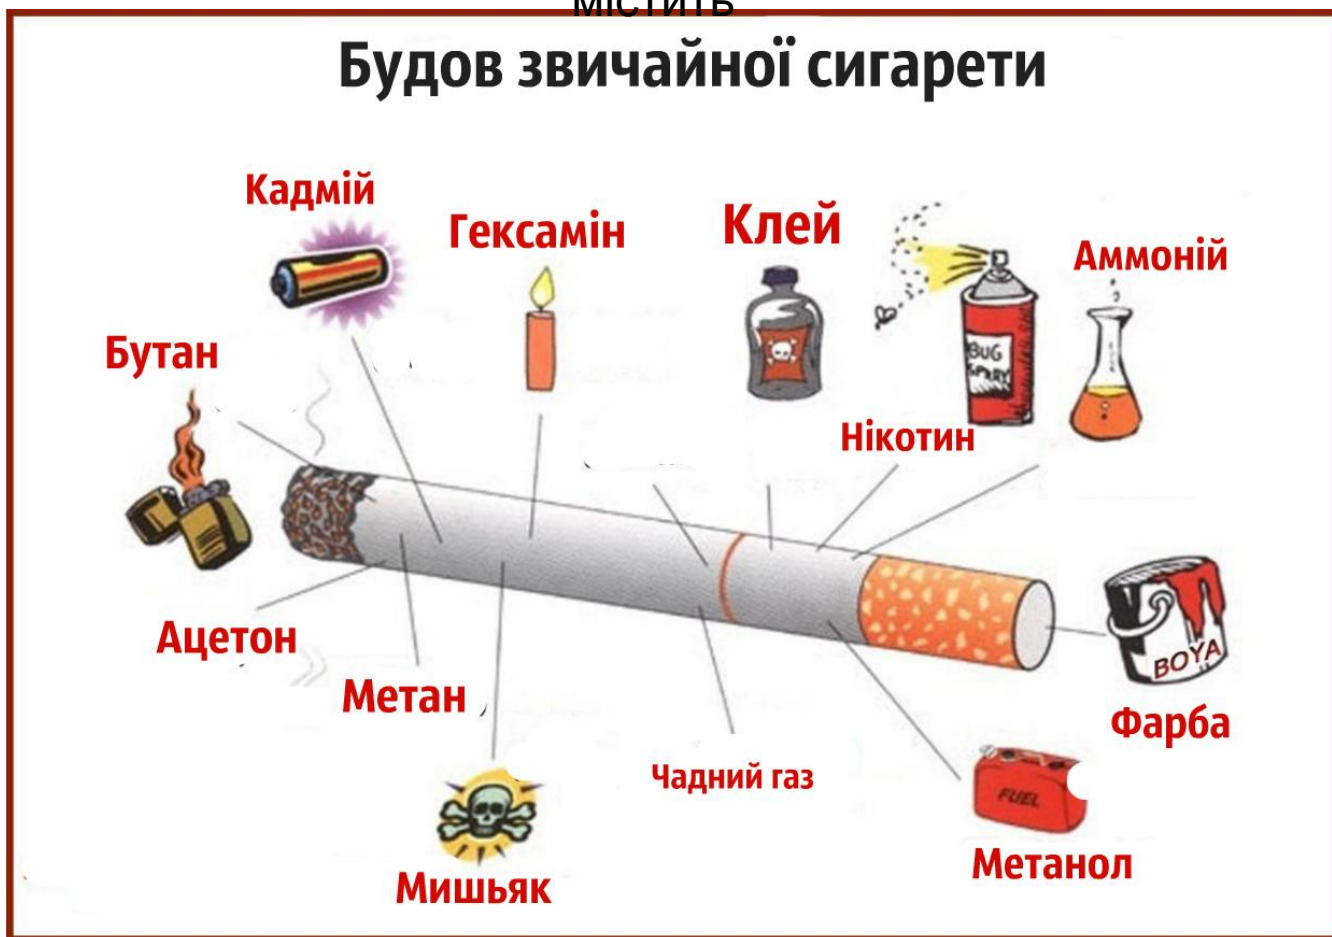 містить
Будов звичайної сигарети
Кадмій
Гексамін
Клей
Аммоній
Бутан
BUG
SPRAY
Нікотин
Ацетон
Метан
BOYA
Фарба
Чадний газ
FUEL
Метанол
Мишьяк